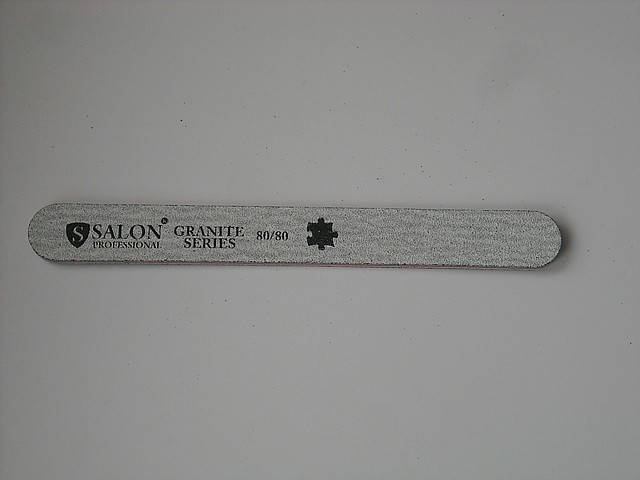 S SALON®
PROFESSIONAL
GRANITE
SERIES
80/80